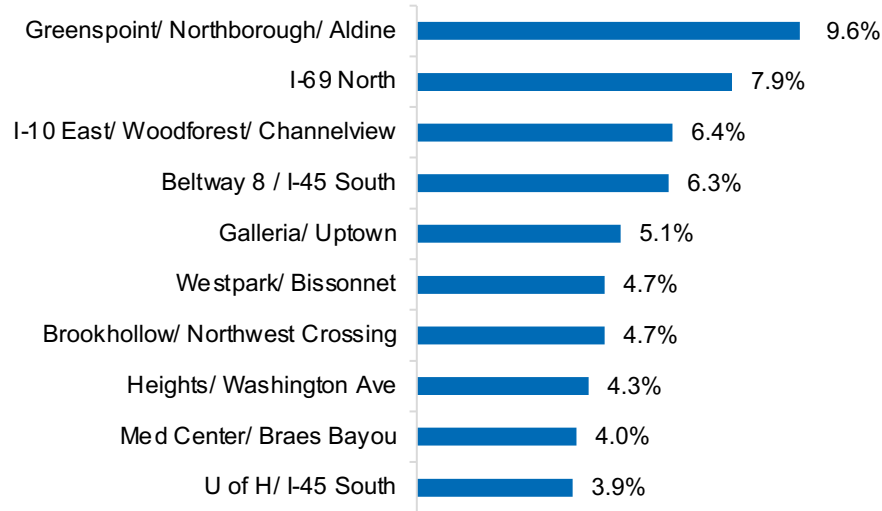 Greenspoint/ Northborough/ Aldine 9.6%
I-69 North 7.9%
I-10 East/ Woodforest/ Channelview 6.4%
Beltway 8 / I-45 South 6.3%
Galleria/ Uptown 5.1%
Westpark/ Bissonnet 4.7%
Brookhollow/ Northwest Crossing 4.7%
Heights/ Washington Ave 4.3%
Med Center/ Braes Bayou 4.0%
U of H/ I-45 South 3.9%